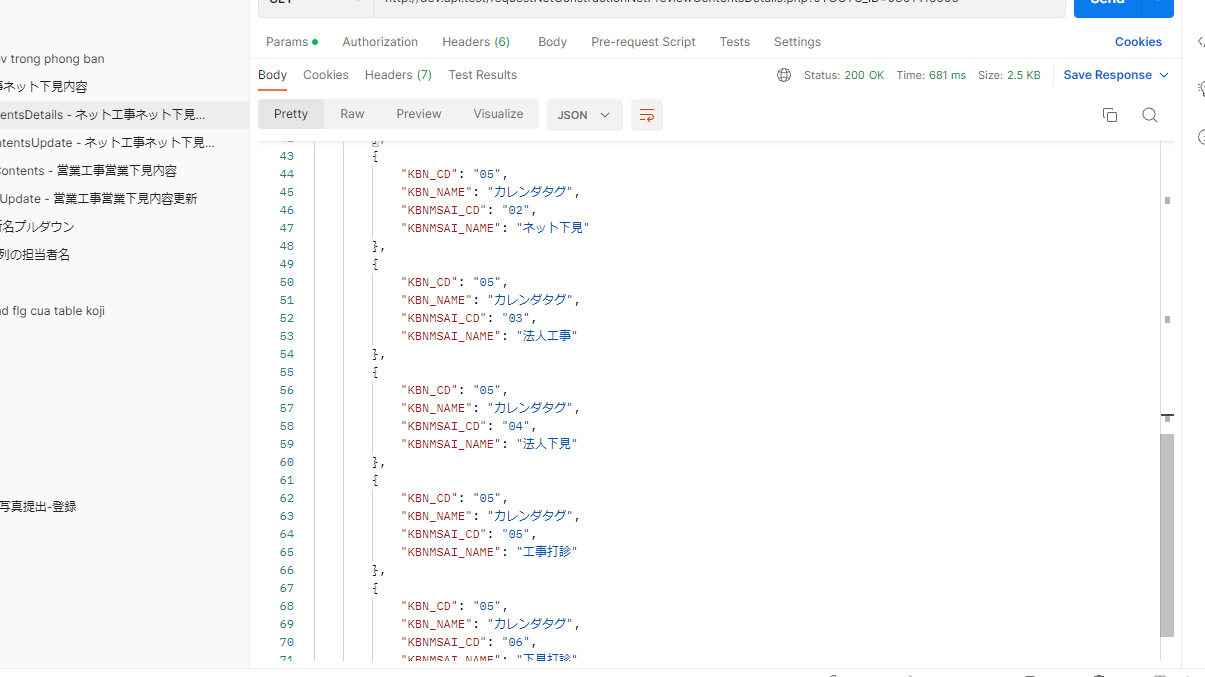 Send
Params
Authorization
Headers (6)
Body
Pre-request Script
Tests
Settings
Cookies
Body
Cookies
Headers (7)
Test Results
Status: 200 OK
Time: 681 ms
Size: 2.5 KB
Save Response
Pretty
Raw
Preview
Visualize
JSON
v trong phong ban
ネット下見内容
entsDetails - ネット工事ネット下見...
ntentsUpdate - ネット工事ネット下見...
Contents - 営業工事営業下見内容
Update - 営業工事営業下見内容更新
名プルダウン
列の担当者名
d flg cua table koji
写真提出-登録
43 {
44 "KBN_CD": "05",
45 "KBN_NAME": "カレンダタグ",
46 "KBNMSAI_CD": "02",
47 "KBNMSAI_NAME": "ネット下見"
48 },
49 {
50 "KBN_CD": "05",
51 "KBN_NAME": "カレンダタグ",
52 "KBNMSAI_CD": "03",
53 "KBNMSAI_NAME": "法人工事"
54 },
55 {
56 "KBN_CD": "05",
57 "KBN_NAME": "カレンダタグ",
58 "KBNMSAI_CD": "04",
59 "KBNMSAI_NAME": "法人下見"
60 },
61 {
62 "KBN_CD": "05",
63 "KBN_NAME": "カレンダタグ",
64 "KBNMSAI_CD": "05",
65 "KBNMSAI_NAME": "工事打診"
66 },
67 {
68 "KBN_CD": "05",
69 "KBN_NAME": "カレンダタグ",
70 "KBNMSAI_CD": "06",
71 "KBNMSAI_NAME": "下見打診"